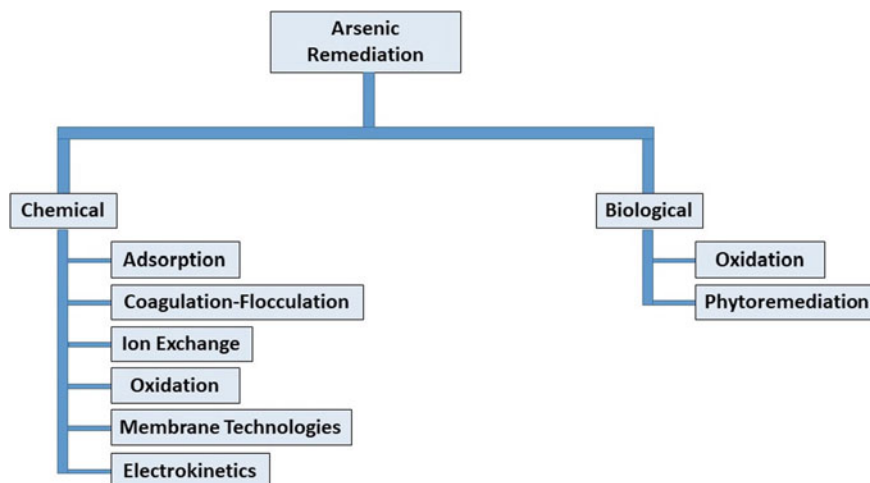 Arsenic
Remediation
Chemical
Adsorption
Coagulation-Flocculation
Ion Exchange
Oxidation
Membrane Technologies
Electrokinetics
Biological
Oxidation
Phytoremediation